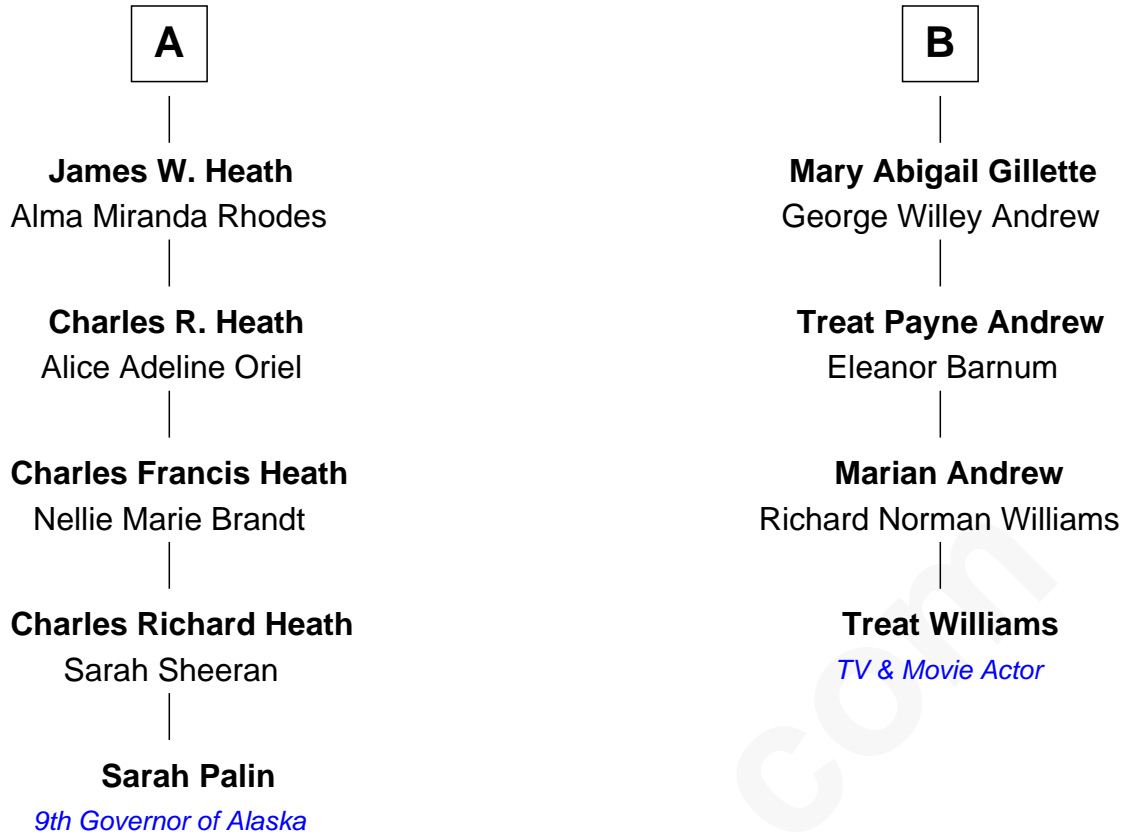 A
James W. Heath
Alma Miranda Rhodes
Charles R. Heath
Alice Adeline Oriel
Charles Francis Heath
Nellie Marie Brandt
Charles Richard Heath
Sarah Sheeran
Sarah Palin
9th Governor of Alaska
B
Mary Abigail Gillette
George Willey Andrew
Treat Payne Andrew
Eleanor Barnum
Marian Andrew
Richard Norman Williams
Treat Williams
TV & Movie Actor
com